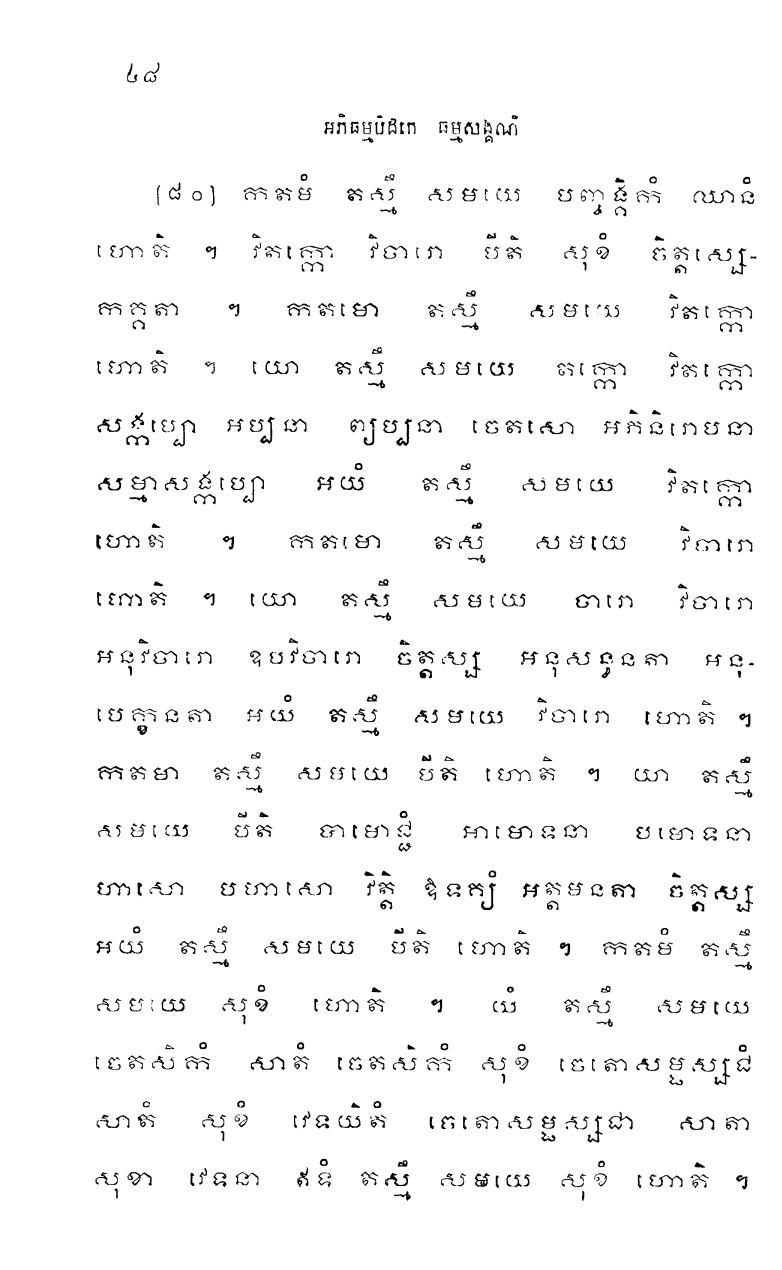 ៤៨
អភិធម្មបិដកេ ធម្មសង្គណិ
[៨០] កតមំ តស្មឹ សមយេ បញ្ចង្គិកំ ឈានំ
ហោតិ ។ វិតក្កោ វិចារោ បីតិ សុខំ ចិត្តស្សេ-
កគ្គតា ។ កតមោ តស្មឹ សមយេ វិតក្កោ
ហោតិ ។ យោ តស្មឹ សមយេ តក្កោ វិតក្កោ
សង្កប្បោ អប្បនា ព្យប្បនា ចេតសោ អភិនិរោបនា
សម្មាសង្កប្បោ អយំ តស្មឹ សមយេ វិតក្កោ
ហោតិ ។ កតមោ តស្មឹ សមយេ វិចារោ
ហោតិ ។ យោ តស្មឹ សមយេ ចារោ វិចារោ
អនុវិចារោ ឧបវិចារោ ចិត្តស្ស អនុសន្ធនតា អនុ-
បេក្ខនតា អយំ តស្មឹ សមយេ វិចារោ ហោតិ ។
កតមា តស្មឹ សមយេ បីតិ ហោតិ ។ យា តស្មឹ
សមយេ បីតិ បាមោជ្ជំ អាមោទនា បមោទនា
ហាសោ បហាសោ វិត្តិ ឱទក្យំ អត្តមនតា ចិត្តស្ស
អយំ តស្មឹ សមយេ បីតិ ហោតិ ។ កតមំ តស្មឹ
សមយេ សុខំ ហោតិ ។ យំ តស្មឹ សមយេ
ចេតសិកំ សាតំ ចេតសិកំ សុខំ ចេតោសម្ផស្សជំ
សាតំ សុខំ វេទយិតំ ចេតោសម្ផស្សជា សាតា
សុខា វេទនា ឥទំ តស្មឹ សមយេ សុខំ ហោតិ ។